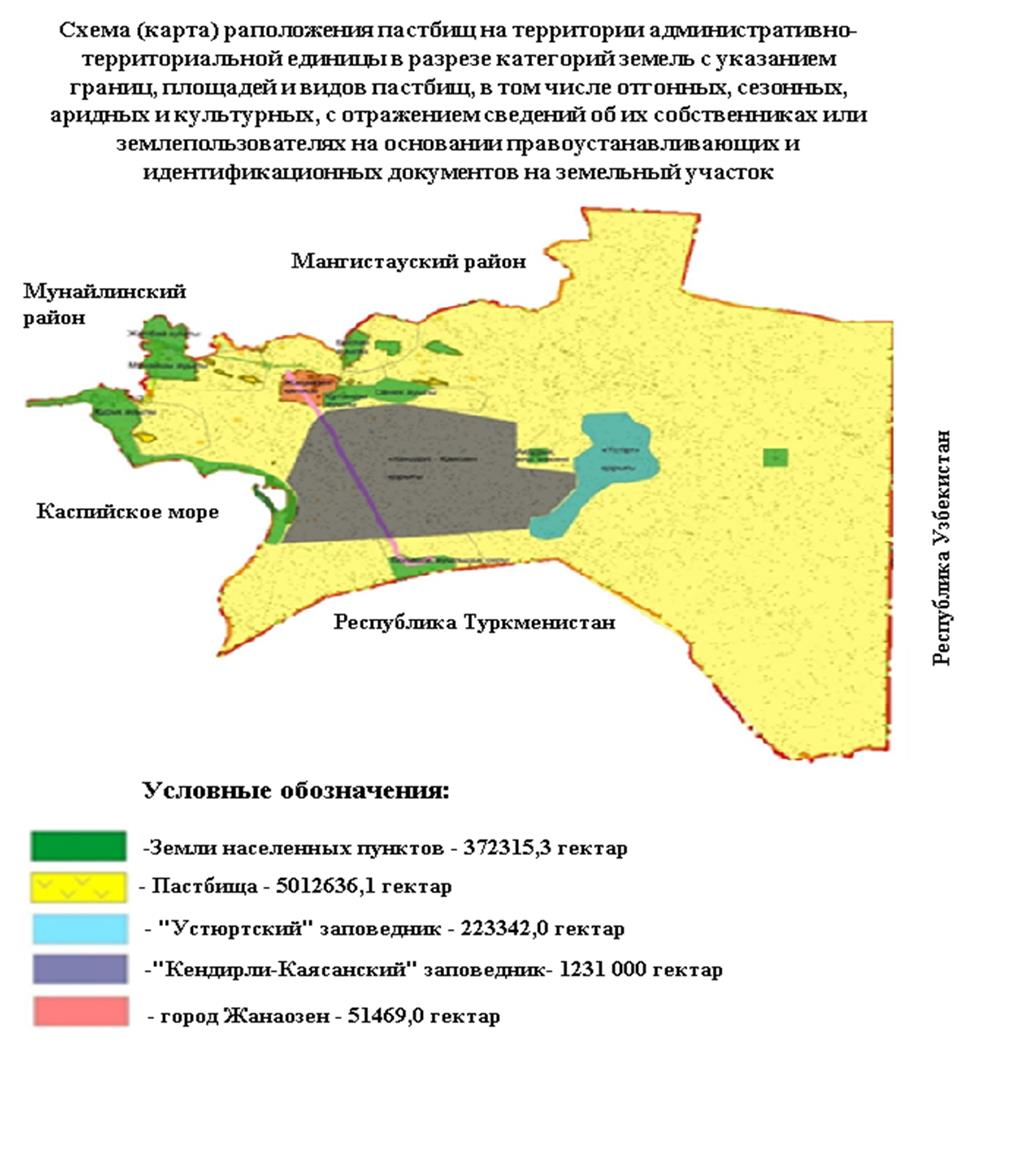 Схема (карта) раположения пастбищ на территории административно-
территориальной единицы в разрезе категорий земель с указанием
границ, площадей и видов пастбищ, в том числе отгонных, сезонных,
аридных и культурных, с отражением сведений об их собственниках или
землепользователях на основании правоустанавливающих и
идентификационных документов на земельный участок
Мангистауский район
Мунайлинский
район
Каспийское море
Республика Туркменистан
Республика Узбекистан
Условные обозначения:
-Земли населенных пунктов - 372315,3 гектар
- Пастбища - 5012636,1 гектар
- "Устюртский" заповедник - 223342,0 гектар
-"Кендирли-Каясанский" заповедник- 1231 000 гектар
- город Жанаозен - 51469,0 гектар